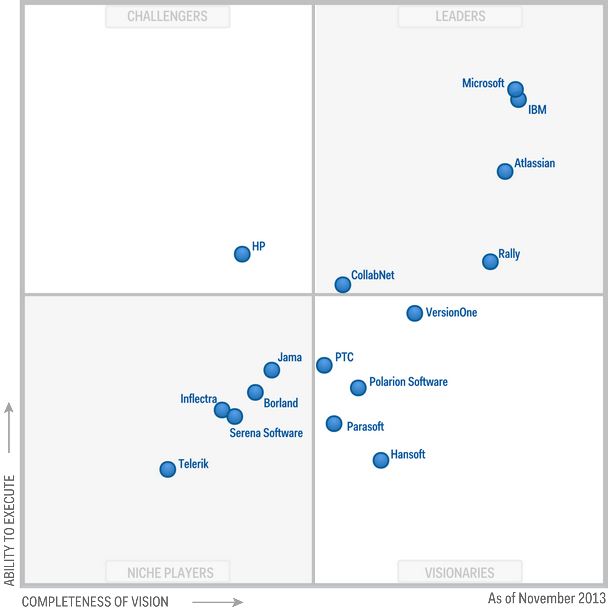 CHALLENGERS
LEADERS
Microsoft
IBM
Atlassian
HP
Rally
CollabNet
VersionOne
Jama
PTC
Polarion Software
Inflectra
Borland
Parasoft
Serena Software
Hansoft
Telerik
NICHE PLAYERS
VISIONARIES
ABILITY TO EXECUTE
COMPLETENESS OF VISION
As of November 2013